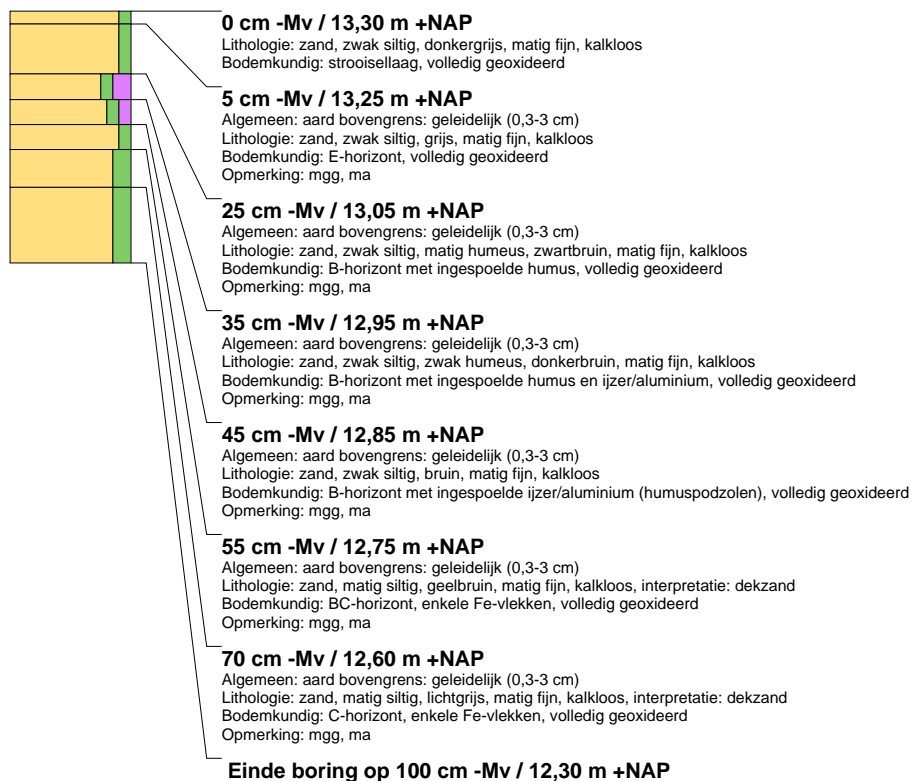 0 cm -Mv / 13,30 m +NAP
Lithologie: zand, zwak siltig, donkergrijs, matig fijn, kalkloos
Bodemkundig: strooisellaag, volledig geoxideerd
5 cm -Mv / 13,25 m +NAP
Algemeen: aard bovengrens: geleidelijk (0,3-3 cm)
Lithologie: zand, zwak siltig, grijs, matig fijn, kalkloos
Bodemkundig: E-horizont, volledig geoxideerd
Opmerking: mgg, ma
25 cm -Mv / 13,05 m +NAP
Algemeen: aard bovengrens: geleidelijk (0,3-3 cm)
Lithologie: zand, zwak siltig, matig humeus, zwartbruin, matig fijn, kalkloos
Bodemkundig: B-horizont met ingespoelde humus, volledig geoxideerd
Opmerking: mgg, ma
35 cm -Mv / 12,95 m +NAP
Algemeen: aard bovengrens: geleidelijk (0,3-3 cm)
Lithologie: zand, zwak siltig, zwak humeus, donkerbruin, matig fijn, kalkloos
Bodemkundig: B-horizont met ingespoelde humus en ijzer/aluminium, volledig geoxideerd
Opmerking: mgg, ma
45 cm -Mv / 12,85 m +NAP
Algemeen: aard bovengrens: geleidelijk (0,3-3 cm)
Lithologie: zand, zwak siltig, bruin, matig fijn, kalkloos
Bodemkundig: B-horizont met ingespoelde ijzer/aluminium (humuspodzolen), volledig geoxideerd
Opmerking: mgg, ma
55 cm -Mv / 12,75 m +NAP
Algemeen: aard bovengrens: geleidelijk (0,3-3 cm)
Lithologie: zand, matig siltig, geelbruin, matig fijn, kalkloos, interpretatie: dekzand
Bodemkundig: BC-horizont, enkele Fe-vlekken, volledig geoxideerd
Opmerking: mgg, ma
70 cm -Mv / 12,60 m +NAP
Algemeen: aard bovengrens: geleidelijk (0,3-3 cm)
Lithologie: zand, matig siltig, lichtgrijs, matig fijn, kalkloos, interpretatie: dekzand
Bodemkundig: C-horizont, enkele Fe-vlekken, volledig geoxideerd
Opmerking: mgg, ma
Einde boring op 100 cm -Mv / 12,30 m +NAP